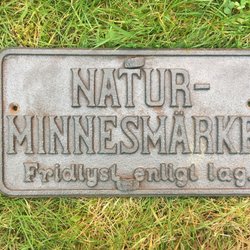 NATUR-
MINNESMÄRKE
Fridlyst enligt lag.